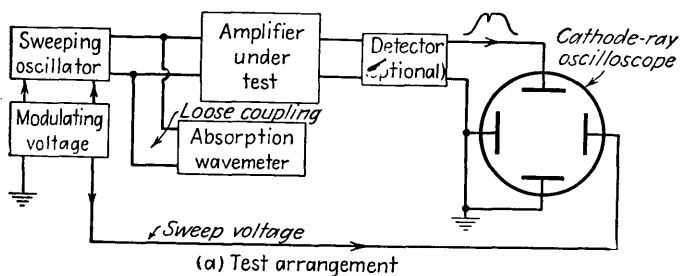 Sweeping
oscillator
Amplifier
under
test
Detector
(optional)
Cathode-ray
oscilloscope
Modulating
voltage
Loose coupling
Absorption
wavemeter
Sweep voltage
(a) Test arrangement